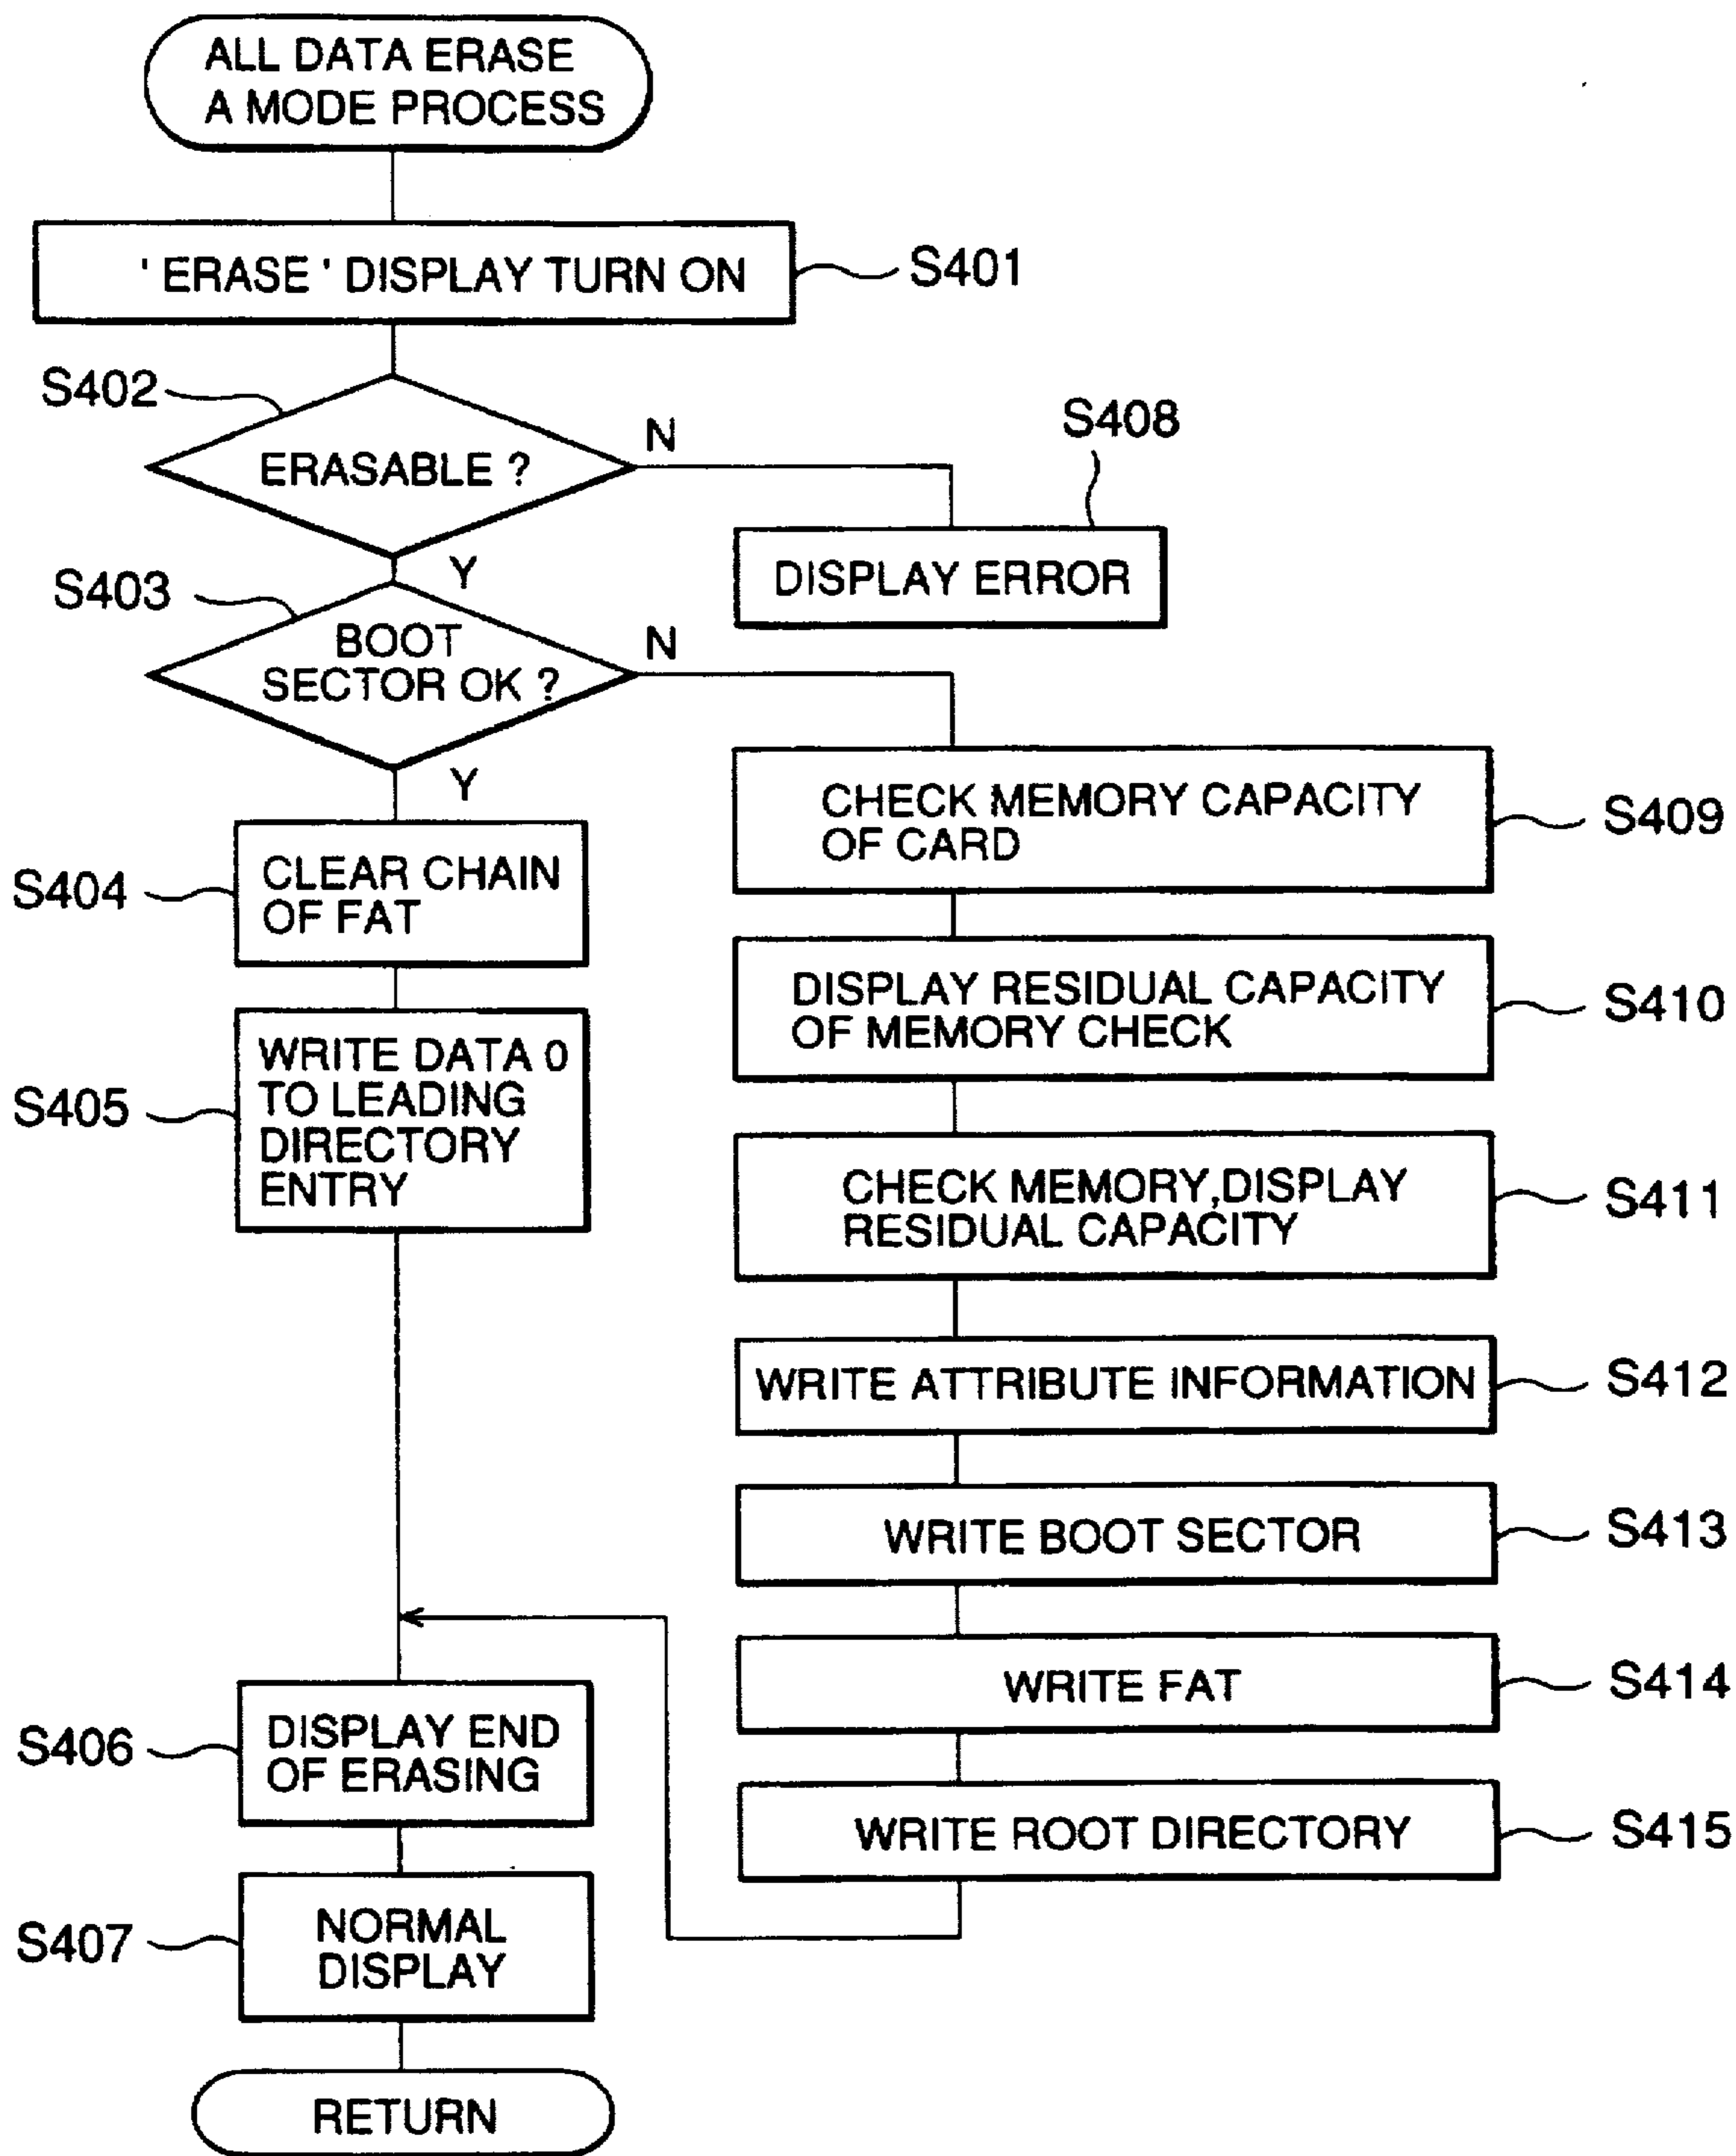 ALL DATA ERASE
A MODE PROCESS
' ERASE ' DISPLAY TURN ON
S401
S402
ERASABLE ?
N
Y
S408
DISPLAY ERROR
S403
BOOT
SECTOR OK ?
N
Y
S404
CLEAR CHAIN
OF FAT
S405
WRITE DATA 0
TO LEADING
DIRECTORY
ENTRY
CHECK MEMORY CAPACITY
OF CARD
S409
DISPLAY RESIDUAL CAPACITY
OF MEMORY CHECK
S410
CHECK MEMORY,DISPLAY
RESIDUAL CAPACITY
S411
WRITE ATTRIBUTE INFORMATION
S412
WRITE BOOT SECTOR
S413
WRITE FAT
S414
WRITE ROOT DIRECTORY
S415
S406
DISPLAY END
OF ERASING
S407
NORMAL
DISPLAY
RETURN